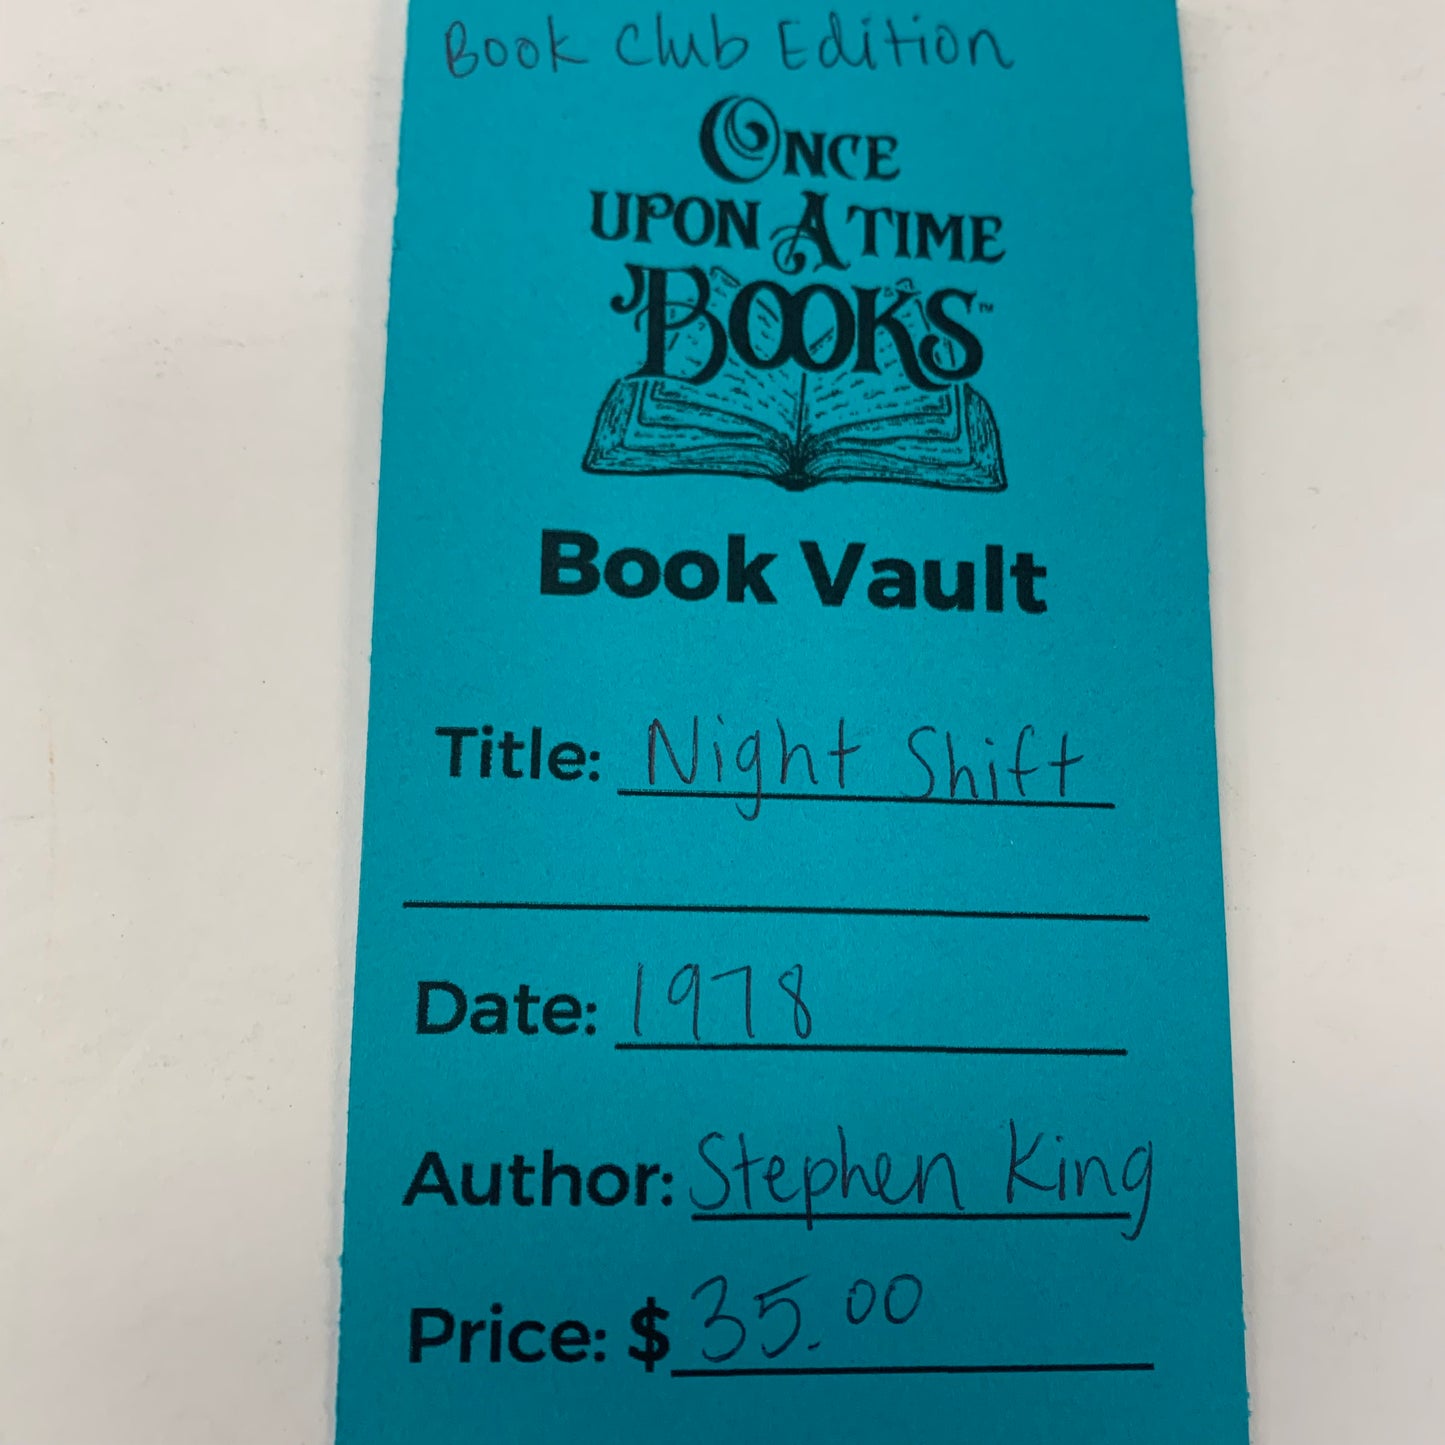 Book Club Edition
ONCE
UPON A TIME
BOOKS™
Book Vault
Title: Night Shift
Date: 1978
Author: Stephen King
Price: $ 35.00